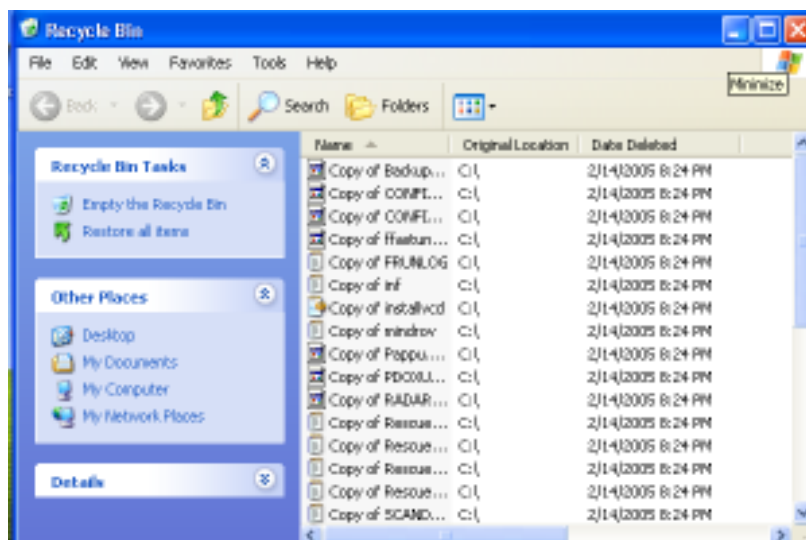 Recycle Bin
File Edit View Favorites Tools Help
Minimize
Back Search Folders
Name Original Location Date Deleted
Recycle Bin Tasks
Empty the Recycle Bin
Restore all items
Other Places
Desktop
My Documents
My Computer
My Network Places
Details
Copy of Backup... C:\ 2/14/2005 8:24 PM
Copy of CONFI... C:\ 2/14/2005 8:24 PM
Copy of CONFI... C:\ 2/14/2005 8:24 PM
Copy of ffastun... C:\ 2/14/2005 8:24 PM
Copy of FRUNLOG C:\ 2/14/2005 8:24 PM
Copy of inf C:\ 2/14/2005 8:24 PM
Copy of installvcd C:\ 2/14/2005 8:24 PM
Copy of mindrov C:\ 2/14/2005 8:24 PM
Copy of Pappu.... C:\ 2/14/2005 8:24 PM
Copy of PDOXU... C:\ 2/14/2005 8:24 PM
Copy of RADAR... C:\ 2/14/2005 8:24 PM
Copy of Rescue... C:\ 2/14/2005 8:24 PM
Copy of Rescue... C:\ 2/14/2005 8:24 PM
Copy of Rescue... C:\ 2/14/2005 8:24 PM
Copy of Rescue... C:\ 2/14/2005 8:24 PM
Copy of SCAND... C:\ 2/14/2005 8:24 PM